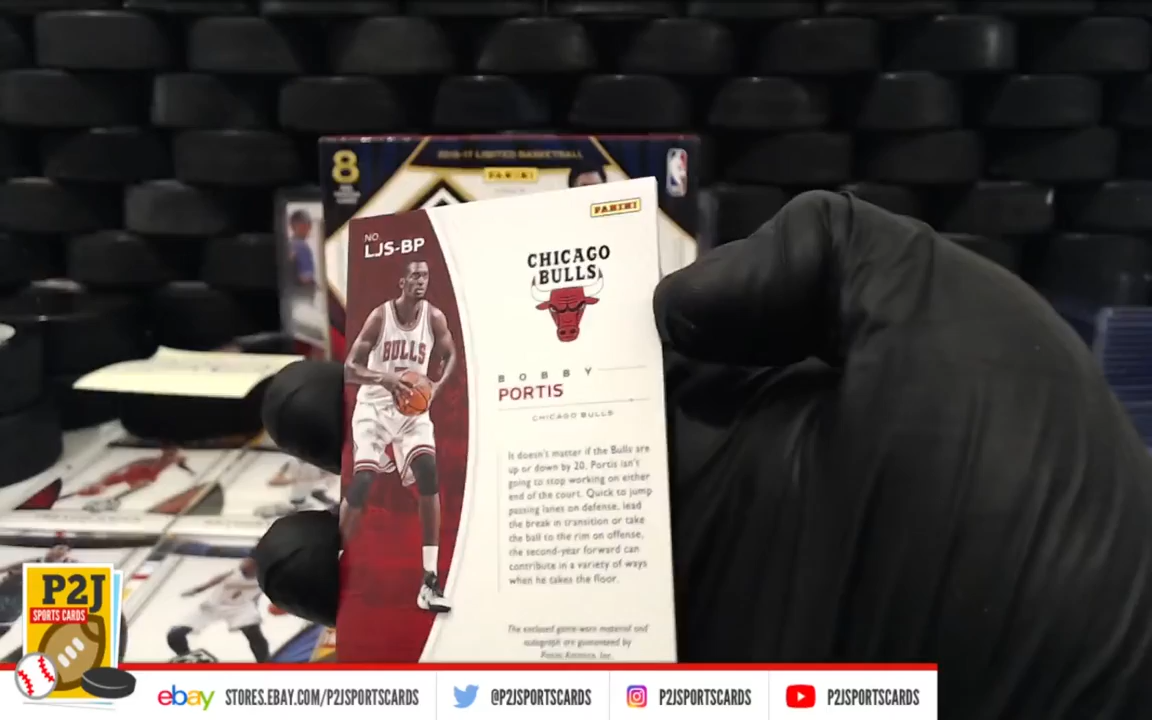 8
2016-17 LIMITED BASKETBALL
PANINI
PANINI
NO.
LJS-BP
CHICAGO
BULLS
BULLS
BOBBY
PORTIS
CHICAGO BULLS
It doesn't matter if the Bulls are
up or down by 20, Portis isn't
going to stop working on either
end of the court. Quick to jump
passing lanes on defense, lead
the break in transition or take
the ball to the rim on offense,
the second-year forward can
contribute in a variety of ways
when he takes the floor.
The enclosed game-worn material and
autograph are guaranteed by
Panini America, Inc.
P2J
SPORTS CARDS
ebay STORES.EBAY.COM/P2JSPORTSCARDS
@P2JSPORTSCARDS
P2JSPORTSCARDS
P2JSPORTSCARDS